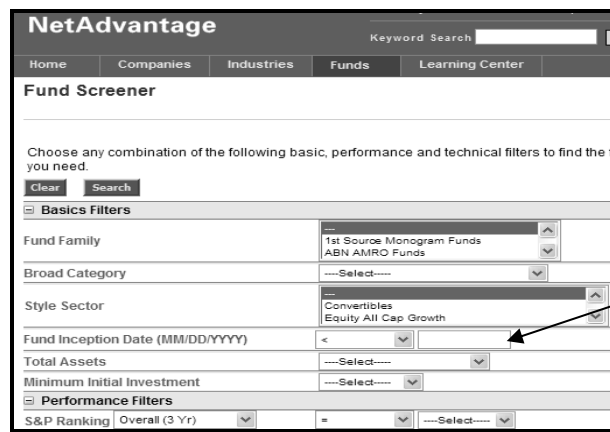 NetAdvantage
Keyword Search
Home Companies Industries Funds Learning Center
Fund Screener
Choose any combination of the following basic, performance and technical filters to find the
you need.
Clear Search
Basics Filters
Fund Family
---
1st Source Monogram Funds
ABN AMRO Funds
Broad Category ----Select-----
Style Sector
---
Convertibles
Equity All Cap Growth
Fund Inception Date (MM/DD/YYYY) <
Total Assets ----Select-----
Minimum Initial Investment ----Select-----
Performance Filters
S&P Ranking Overall (3 Yr) = ----Select-----